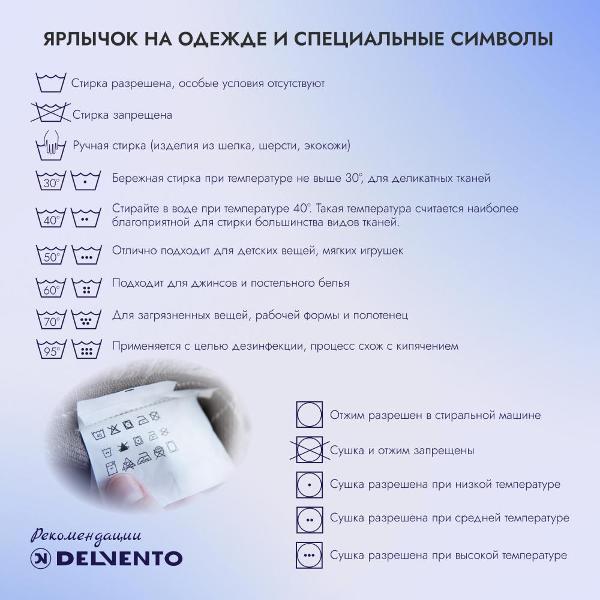 ЯРЛЫЧОК НА ОДЕЖДЕ И СПЕЦИАЛЬНЫЕ СИМВОЛЫ
Стирка разрешена, особые условия отсутствуют
Стирка запрещена
Ручная стирка (изделия из шелка, шерсти, экокожи)
30° Бережная стирка при температуре не выше 30°, для деликатных тканей
40° Стирайте в воде при температуре 40°. Такая температура считается наиболее
благоприятной для стирки большинства видов тканей.
50° Отлично подходит для детских вещей, мягких игрушек
60° Подходит для джинсов и постельного белья
70° Для загрязненных вещей, рабочей формы и полотенец
95° Применяется с целью дезинфекции, процесс схож с кипячением
Отжим разрешен в стиральной машине
Сушка и отжим запрещены
Сушка разрешена при низкой температуре
Сушка разрешена при средней температуре
Сушка разрешена при высокой температуре
Рекомендации
DELVENTO